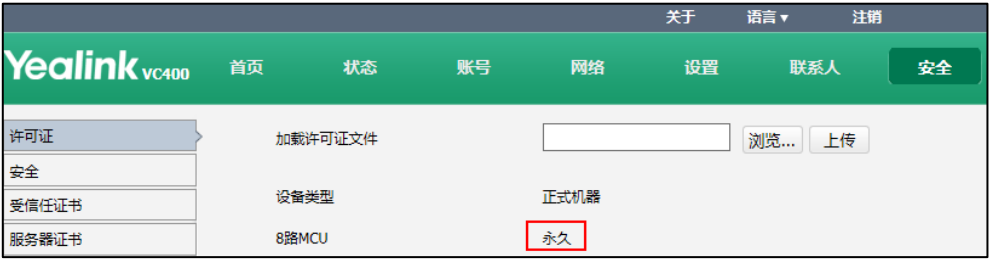 关于 语言▼ 注销
Yealink VC400 首页 状态 账号 网络 设置 联系人 安全
许可证 加载许可证文件 浏览... 上传
安全
设备类型 正式机器
受信任证书
服务器证书 8路MCU 永久